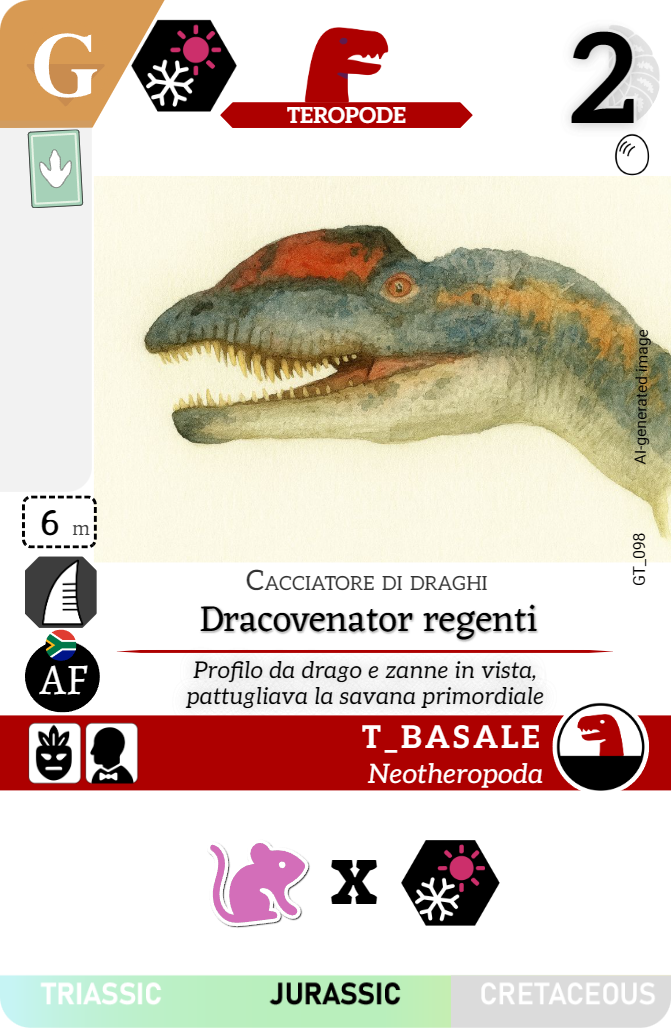 G
TEROPODE
2
AI-generated image
6 m
GT_098
Cacciatore di draghi
Dracovenator regenti
AF
Profilo da drago e zanne in vista,
pattugliava la savana primordiale
T_BASALE
Neotheropoda
X
TRIASSIC JURASSIC CRETACEOUS